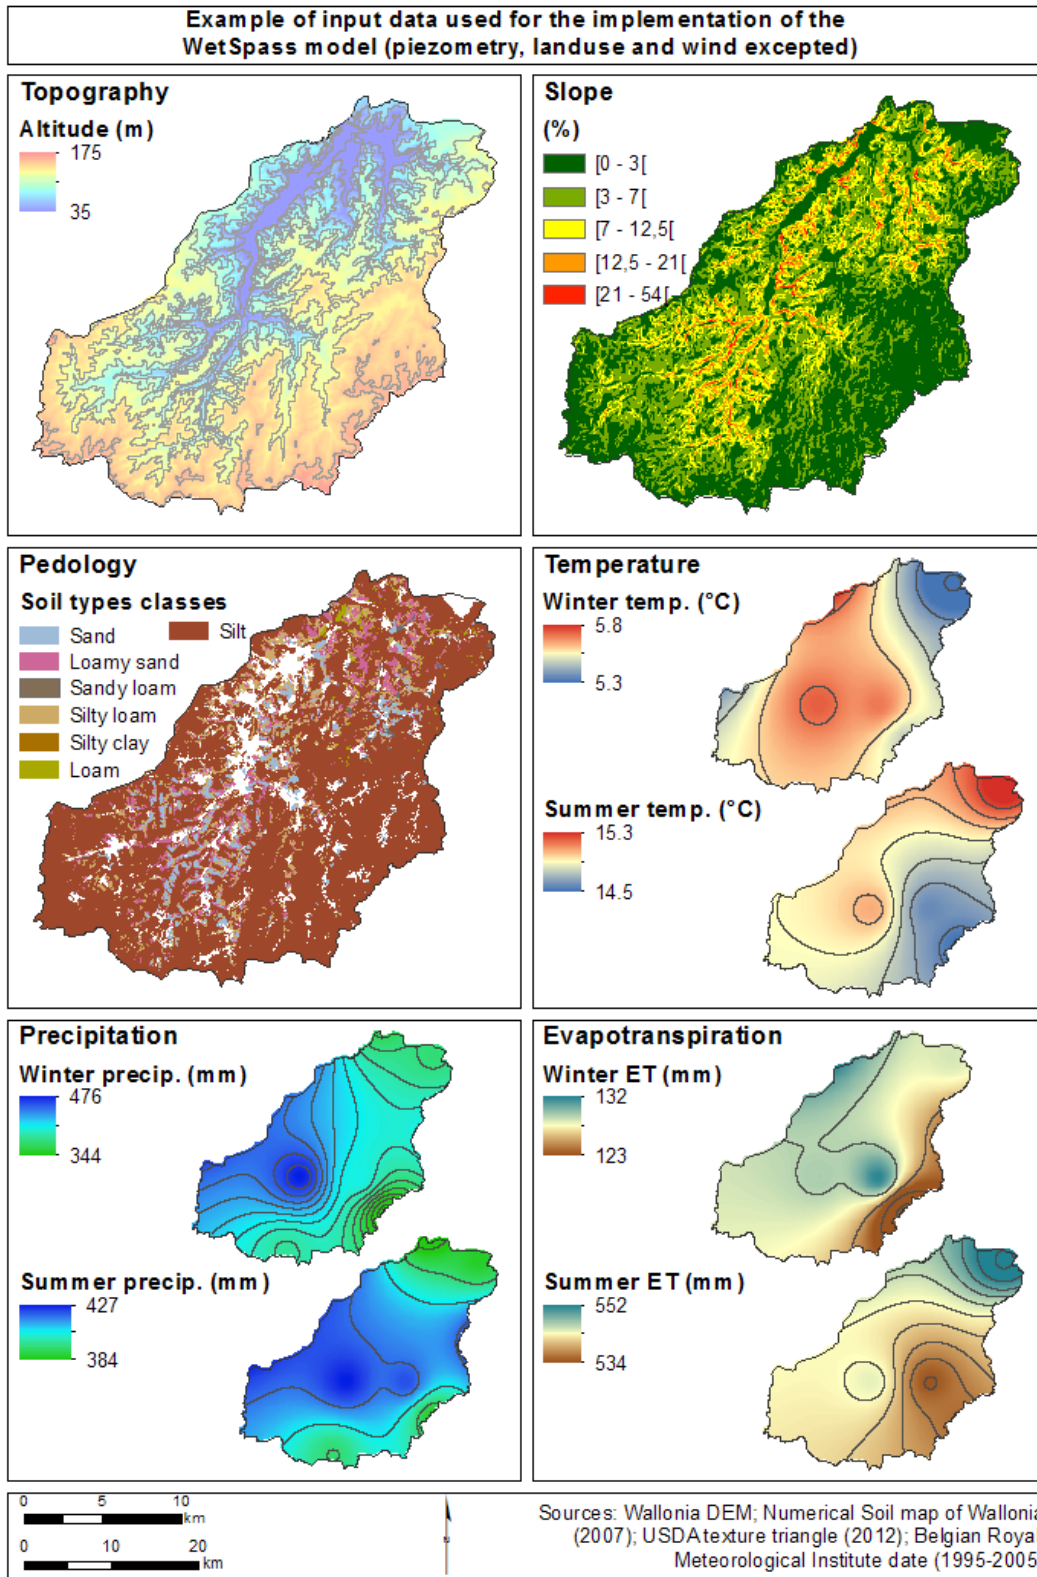 Example of input data used for the implementation of the
WetSpass model (piezometry, landuse and wind excepted)
Topography
Altitude (m)
175
35
Slope
(%)
[0 - 3[
[3 - 7[
[7 - 12,5[
[12,5 - 21[
[21 - 54[
Pedology
Soil types classes
Sand
Silt
Loamy sand
Sandy loam
Silty loam
Silty clay
Loam
Temperature
Winter temp. (°C)
5.8
5.3
Summer temp. (°C)
15.3
14.5
Precipitation
Winter precip. (mm)
476
344
Summer precip. (mm)
427
384
Evapotranspiration
Winter ET (mm)
132
123
Summer ET (mm)
552
534
0 5 10
km
0 10 20
km
Sources: Wallonia DEM; Numerical Soil map of Wallonia
(2007); USDA texture triangle (2012); Belgian Royal
Meteorological Institute date (1995-2005)